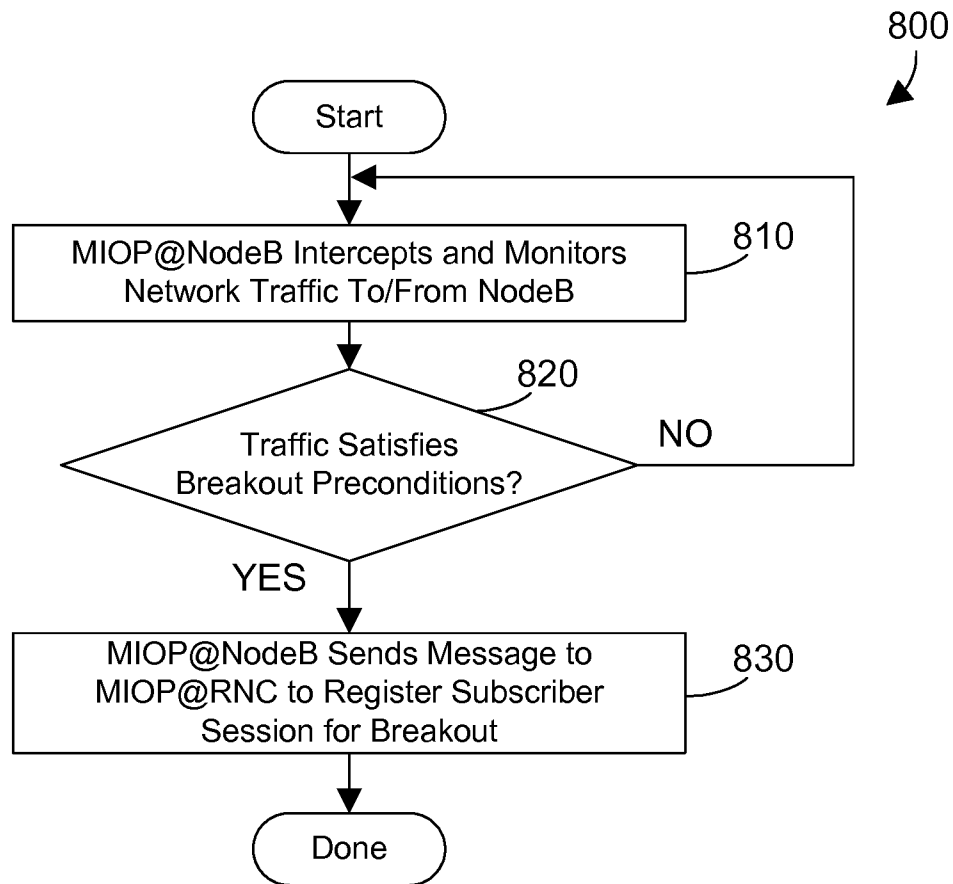 800
Start
MIOP@NodeB Intercepts and Monitors
Network Traffic To/From NodeB
810
820
Traffic Satisfies
Breakout Preconditions?
NO
YES
MIOP@NodeB Sends Message to
MIOP@RNC to Register Subscriber
Session for Breakout
830
Done